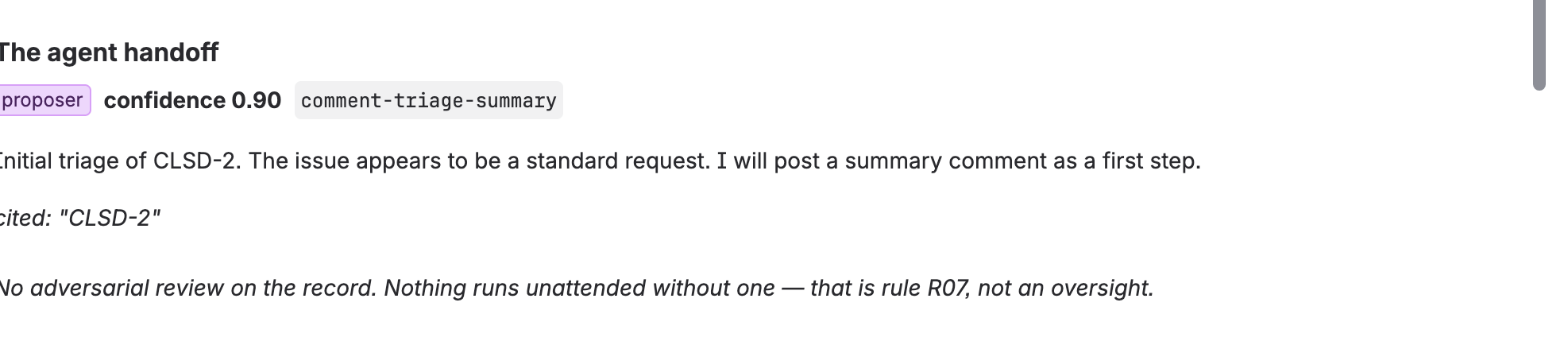 The agent handoff
proposer confidence 0.90 comment-triage-summary
Initial triage of CLSD-2. The issue appears to be a standard request. I will post a summary comment as a first step.
cited: "CLSD-2"
No adversarial review on the record. Nothing runs unattended without one — that is rule R07, not an oversight.